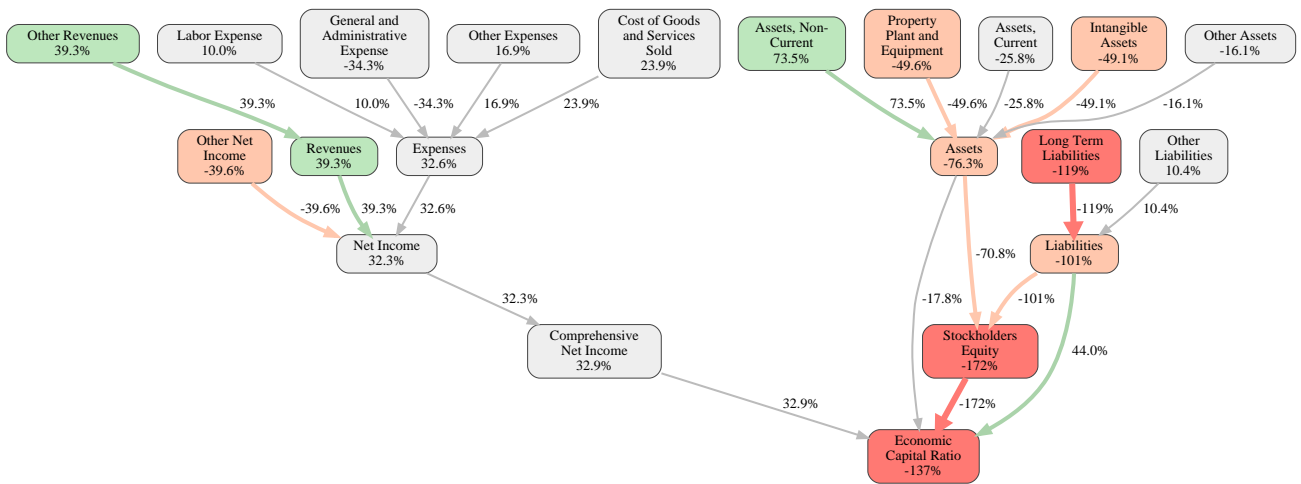 Other Revenues
39.3%
Labor Expense
10.0%
General and
Administrative
Expense
-34.3%
Other Expenses
16.9%
Cost of Goods
and Services
Sold
23.9%
Assets, Non-
Current
73.5%
Property
Plant and
Equipment
-49.6%
Assets,
Current
-25.8%
Intangible
Assets
-49.1%
Other Assets
-16.1%
39.3%
10.0%
-34.3%
16.9%
23.9%
73.5%
-49.6%
-25.8%
-49.1%
-16.1%
Other Net
Income
-39.6%
Revenues
39.3%
Expenses
32.6%
Assets
-76.3%
Long Term
Liabilities
-119%
Other
Liabilities
10.4%
-39.6%
39.3%
32.6%
-119%
10.4%
Net Income
32.3%
Liabilities
-101%
-70.8%
32.3%
-17.8%
-101%
Comprehensive
Net Income
32.9%
Stockholders
Equity
-172%
44.0%
32.9%
-172%
Economic
Capital Ratio
-137%